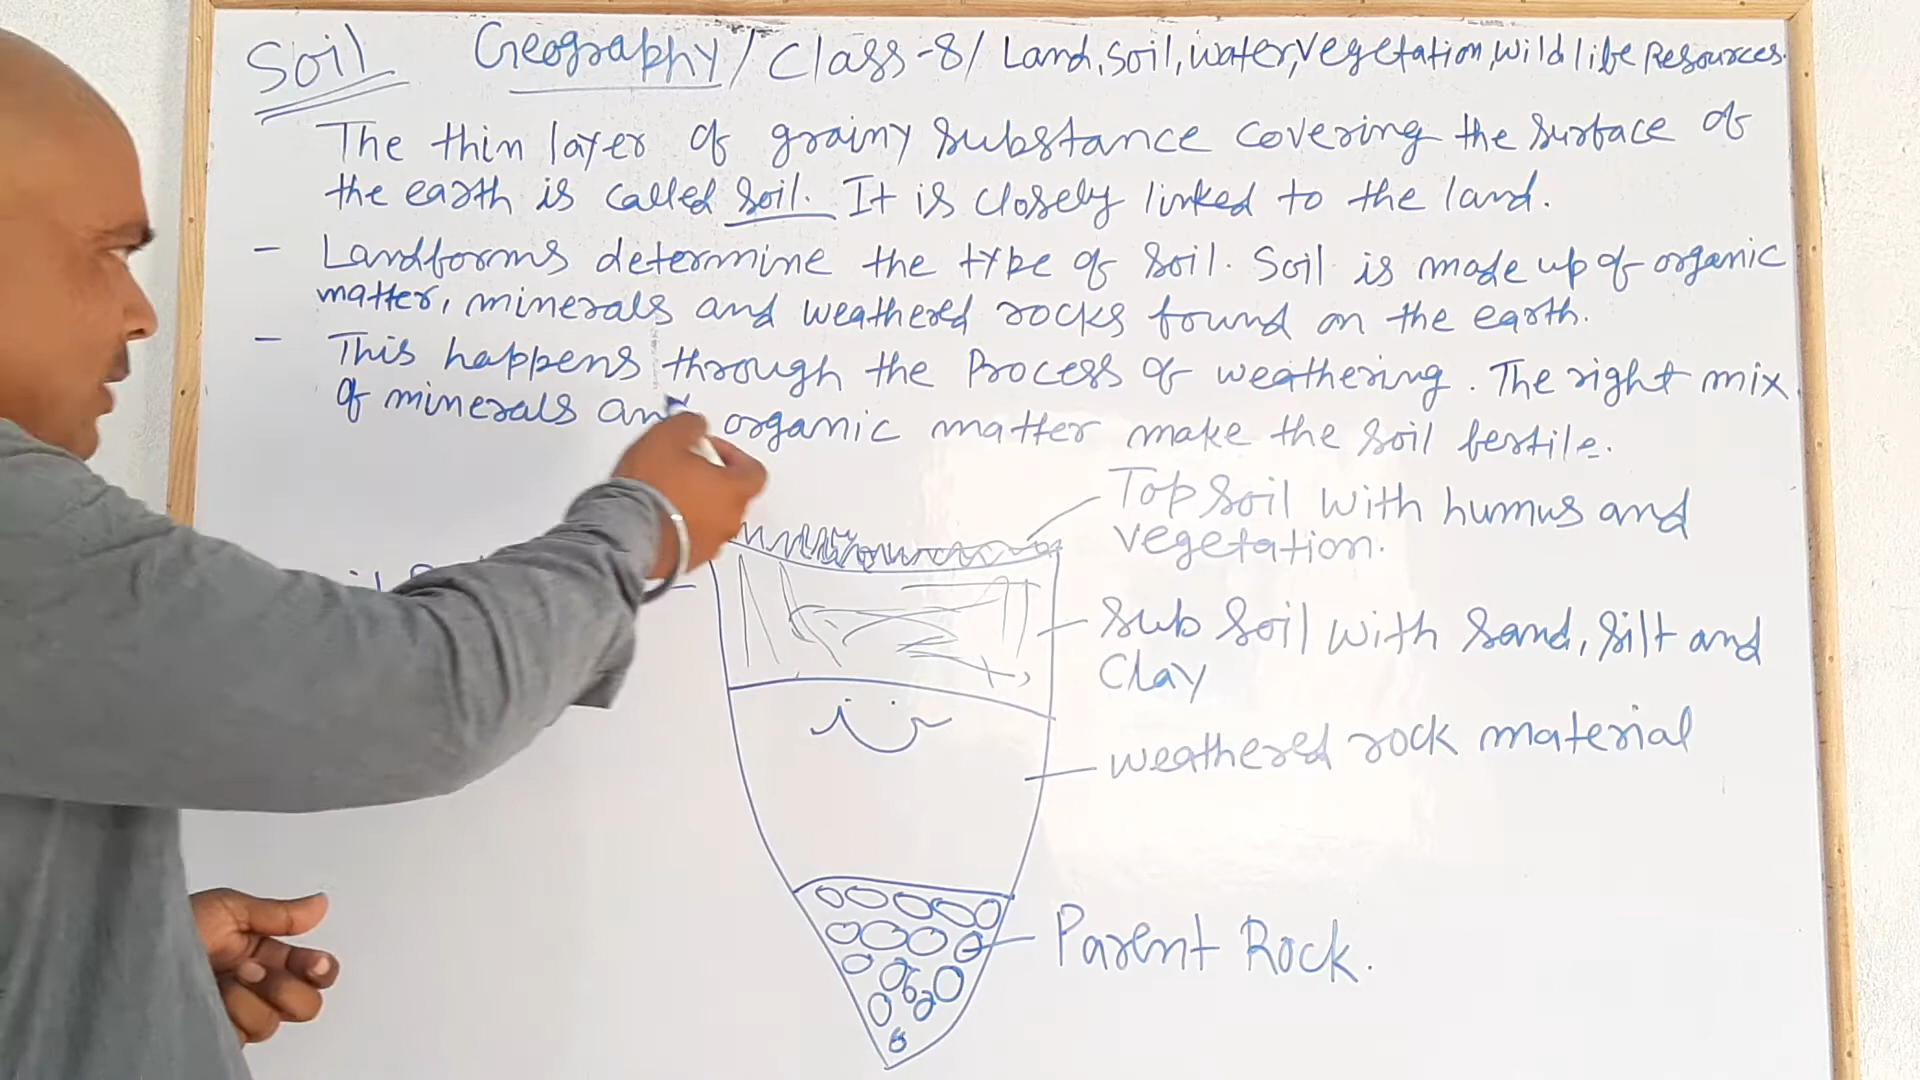 Soil Geography/Class-8/Land, Soil, water, vegetation, wild life Resources.
The thin layer of grainy substance covering the surface of
the earth is called soil. It is closely linked to the land.
- Landforms determine the type of soil. Soil is made up of organic
matter, minerals and weathered rocks found on the earth.
- This happens through the Process of weathering. The right mix
of minerals and organic matter make the soil fertile.
Top soil with humus and
vegetation.
Sub Soil with sand, silt and
Clay
weathered rock material
Parent Rock.